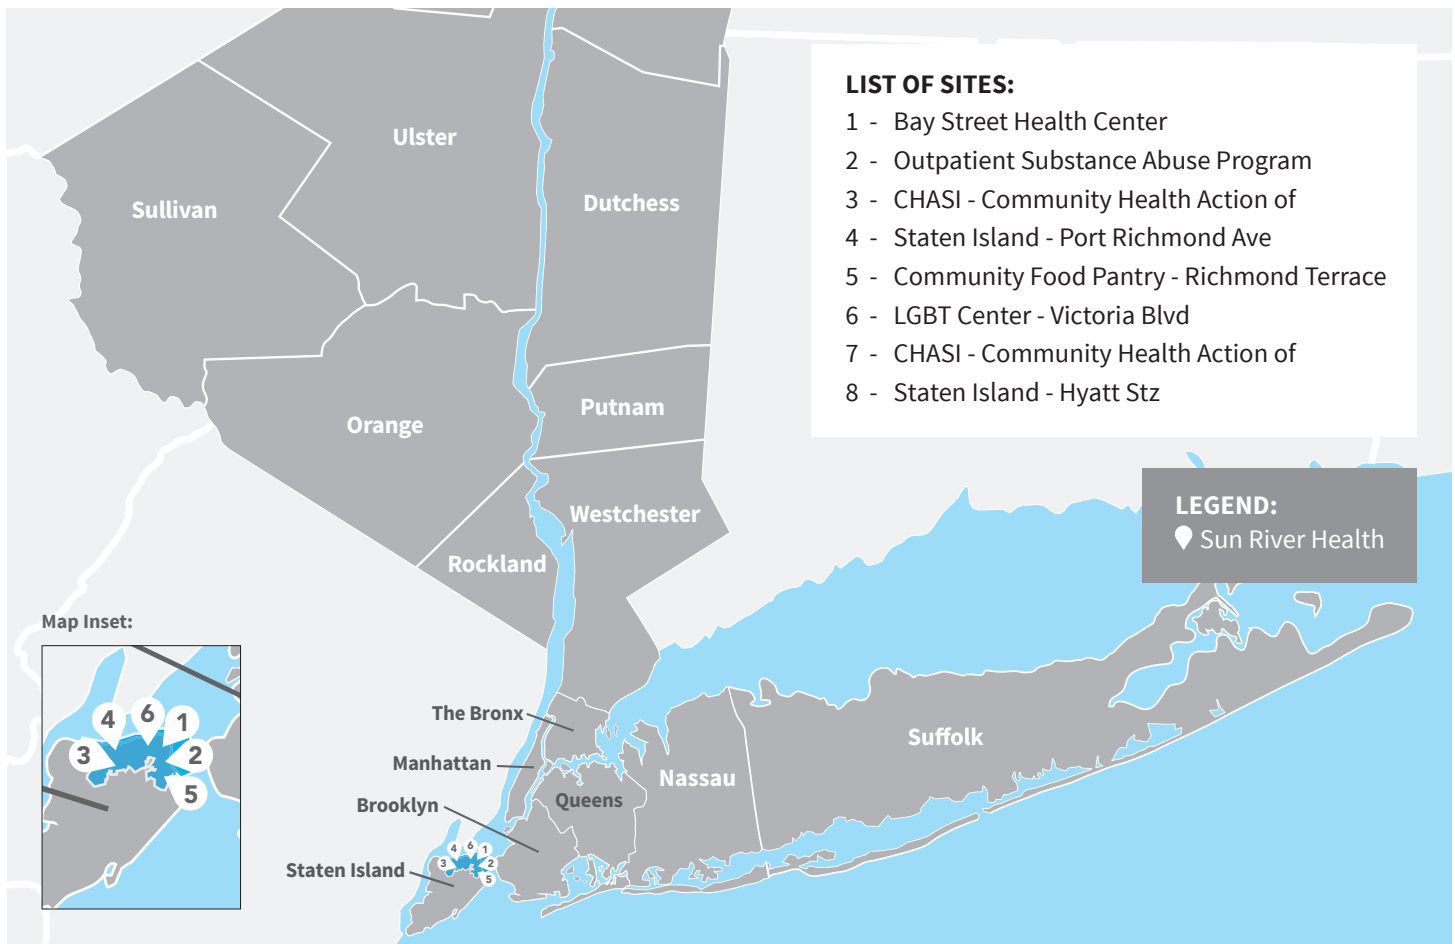 LIST OF SITES:
1 - Bay Street Health Center
2 - Outpatient Substance Abuse Program
3 - CHASI - Community Health Action of
4 - Staten Island - Port Richmond Ave
5 - Community Food Pantry - Richmond Terrace
6 - LGBT Center - Victoria Blvd
7 - CHASI - Community Health Action of
8 - Staten Island - Hyatt Stz
LEGEND:
Sun River Health
Ulster
Sullivan
Dutchess
Putnam
Orange
Westchester
Rockland
Map Inset:
4
6
1
3
2
5
The Bronx
Manhattan
Brooklyn
Staten Island
Queens
Nassau
Suffolk
4
6
1
3
2
5